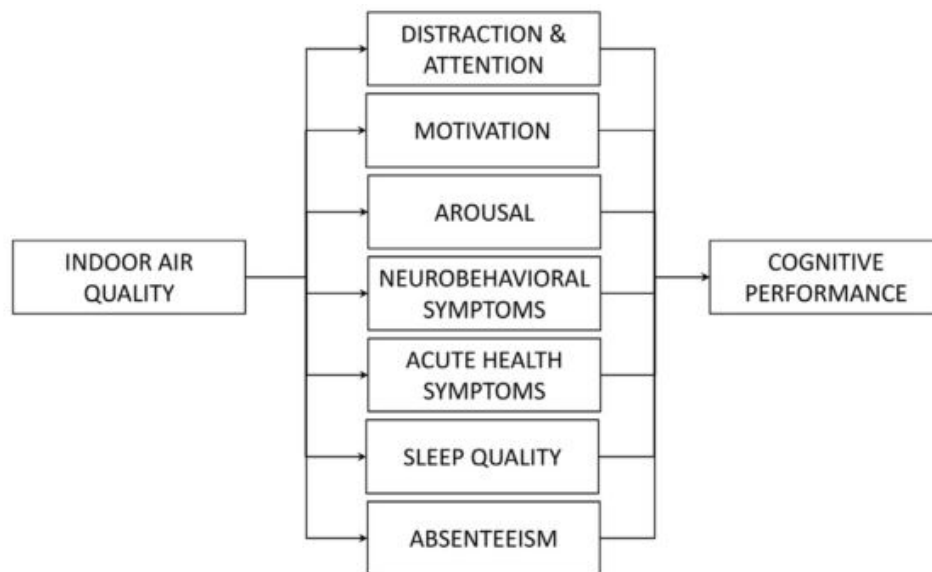 DISTRACTION &
ATTENTION
MOTIVATION
AROUSAL
INDOOR AIR
QUALITY
NEUROBEHAVIORAL
SYMPTOMS
COGNITIVE
PERFORMANCE
ACUTE HEALTH
SYMPTOMS
SLEEP QUALITY
ABSENTEEISM